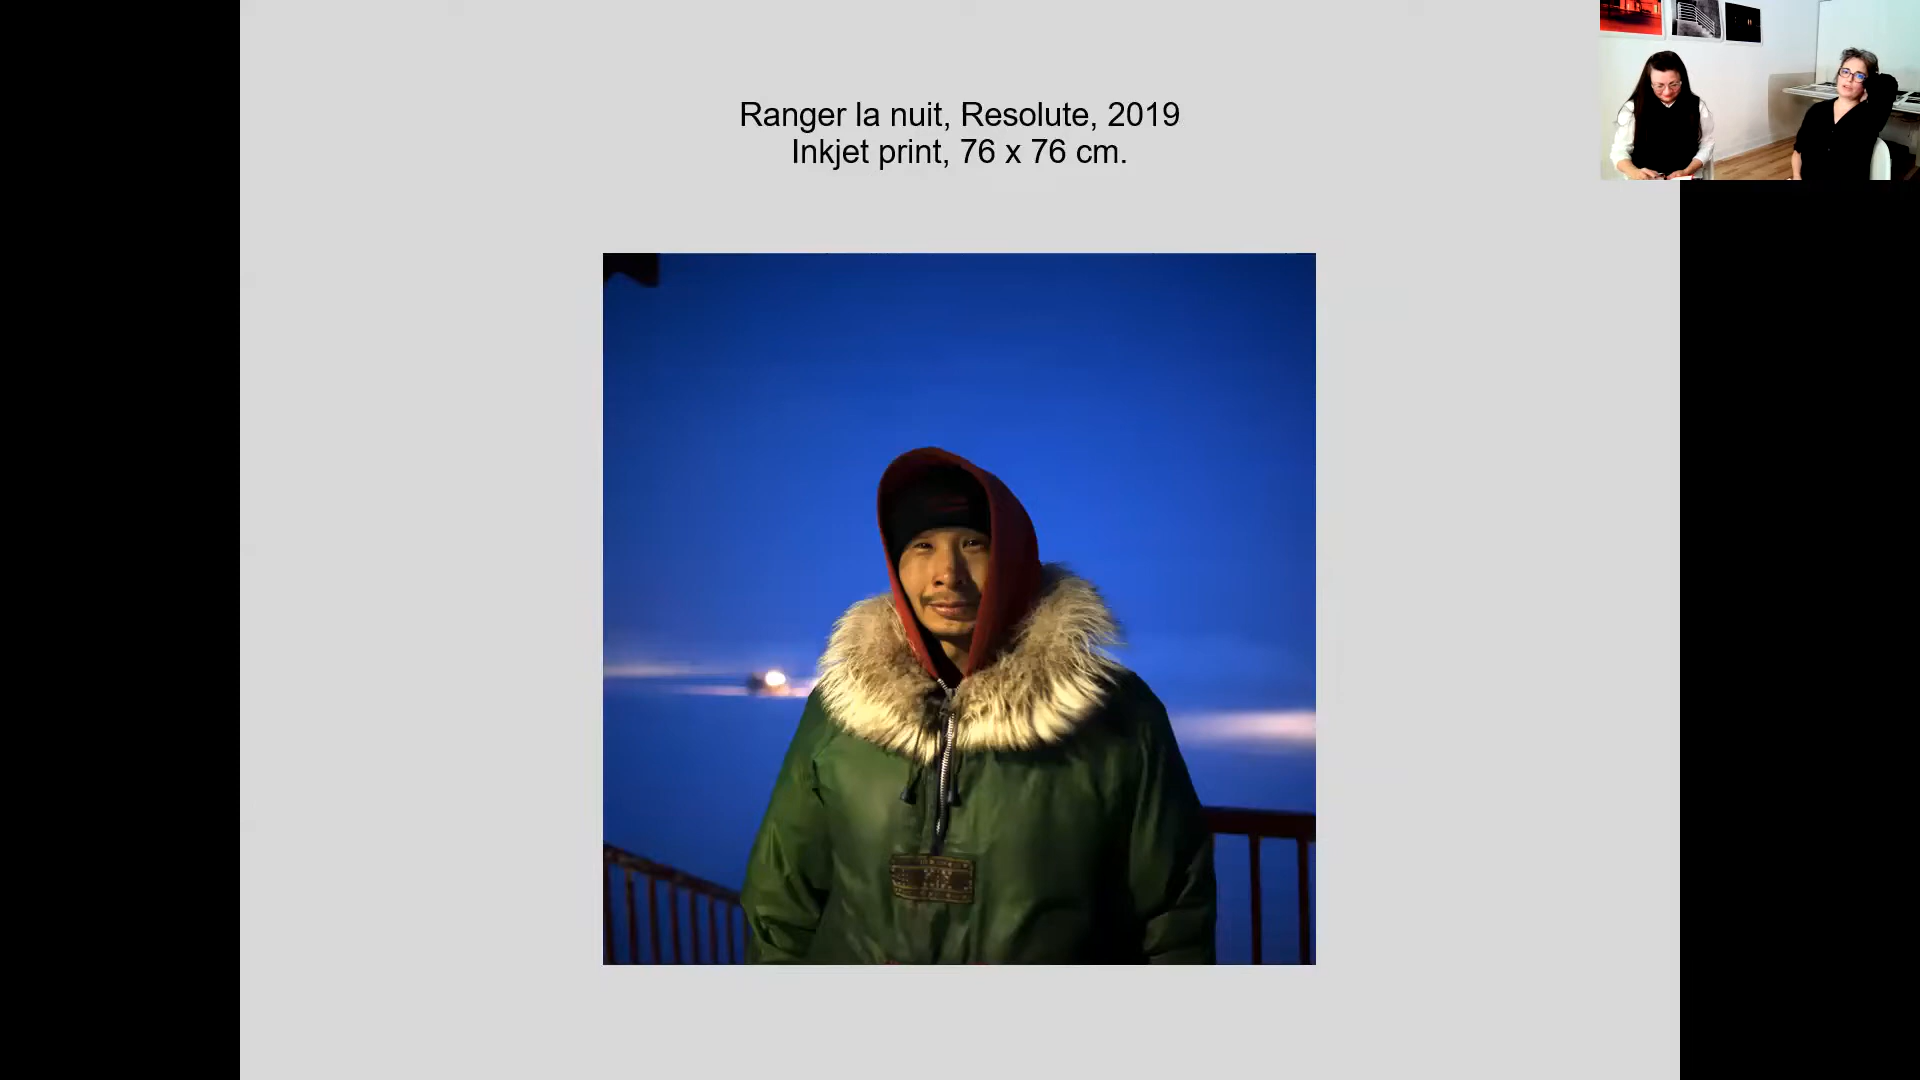 Ranger la nuit, Resolute, 2019
Inkjet print, 76 x 76 cm.